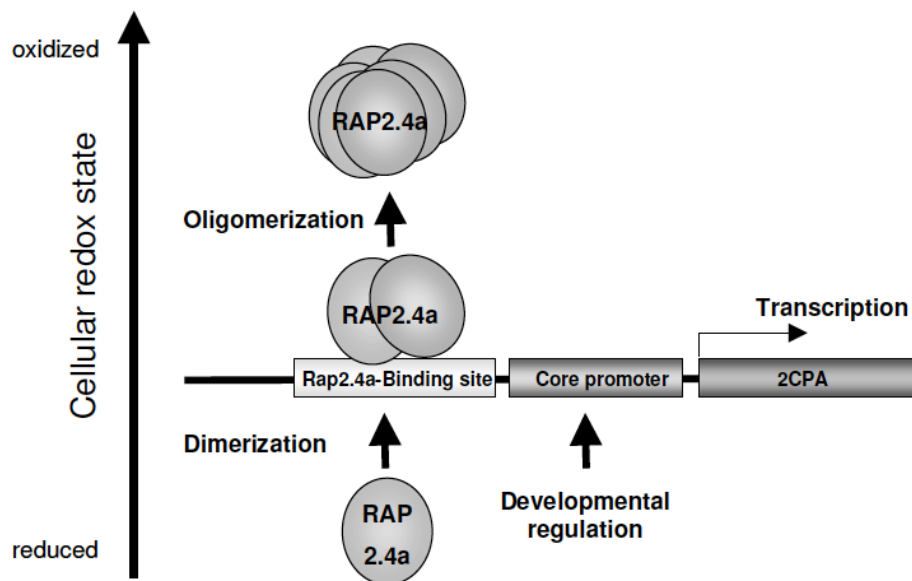 oxidized
Cellular redox state
RAP2.4a
Oligomerization
RAP2.4a
Transcription
Rap2.4a-Binding site
Core promoter
2CPA
Dimerization
RAP
2.4a
Developmental
regulation
reduced